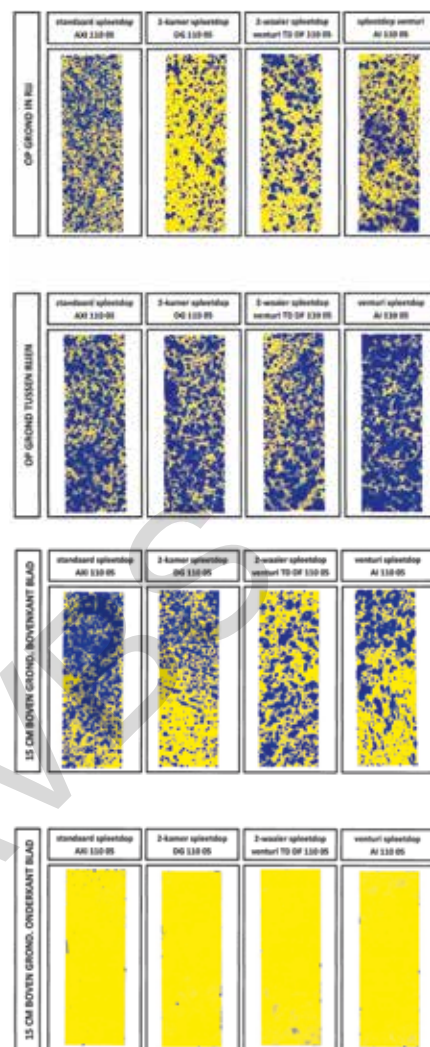 OP GROND IN RIJ
standaard spleetdop
AXI 110 05
2-kamer spleetdop
DG 110 05
2-waaier spleetdop
venturi TD DF 110 05
spleetdop venturi
AI 110 05
OP GROND TUSSEN RIJEN
standaard spleetdop
AXI 110 05
2-kamer spleetdop
DG 110 05
2-waaier spleetdop
venturi TD DF 110 05
venturi spleetdop
AI 110 05
15 CM BOVEN GROND. BOVENKANT BLAD
standaard spleetdop
AXI 110 05
2-kamer spleetdop
DG 110 05
2-waaier spleetdop
venturi TD DF 110 05
venturi spleetdop
AI 110 05
15 CM BOVEN GROND. ONDERKANT BLAD
standaard spleetdop
AXI 110 05
2-kamer spleetdop
DG 110 05
2-waaier spleetdop
venturi TD DF 110 05
venturi spleetdop
AI 110 05